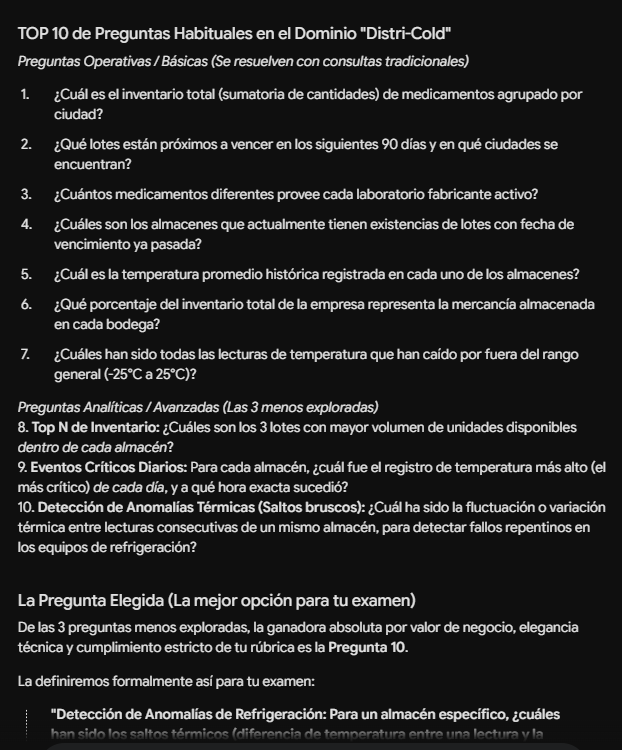 TOP 10 de Preguntas Habituales en el Dominio "Distri-Cold"
Preguntas Operativas / Básicas (Se resuelven con consultas tradicionales)
1. ¿Cuál es el inventario total (sumatoria de cantidades) de medicamentos agrupado por
ciudad?
2. ¿Qué lotes están próximos a vencer en los siguientes 90 días y en qué ciudades se
encuentran?
3. ¿Cuántos medicamentos diferentes provee cada laboratorio fabricante activo?
4. ¿Cuáles son los almacenes que actualmente tienen existencias de lotes con fecha de
vencimiento ya pasada?
5. ¿Cuál es la temperatura promedio histórica registrada en cada uno de los almacenes?
6. ¿Qué porcentaje del inventario total de la empresa representa la mercancía almacenada
en cada bodega?
7. ¿Cuáles han sido todas las lecturas de temperatura que han caído por fuera del rango
general (-25°C a 25°C)?
Preguntas Analíticas / Avanzadas (Las 3 menos exploradas)
8. Top N de Inventario: ¿Cuáles son los 3 lotes con mayor volumen de unidades disponibles
dentro de cada almacén?
9. Eventos Críticos Diarios: Para cada almacén, ¿cuál fue el registro de temperatura más alto (el
más crítico) de cada día, y a qué hora exacta sucedió?
10. Detección de Anomalías Térmicas (Saltos bruscos): ¿Cuál ha sido la fluctuación o variación
térmica entre lecturas consecutivas de un mismo almacén, para detectar fallos repentinos en
los equipos de refrigeración?
La Pregunta Elegida (La mejor opción para tu examen)
De las 3 preguntas menos exploradas, la ganadora absoluta por valor de negocio, elegancia
técnica y cumplimiento estricto de tu rúbrica es la Pregunta 10.
La definiremos formalmente así para tu examen:
"Detección de Anomalías de Refrigeración: Para un almacén específico, ¿cuáles
han sido los saltos térmicos (diferencia de temperatura entre una lectura y la